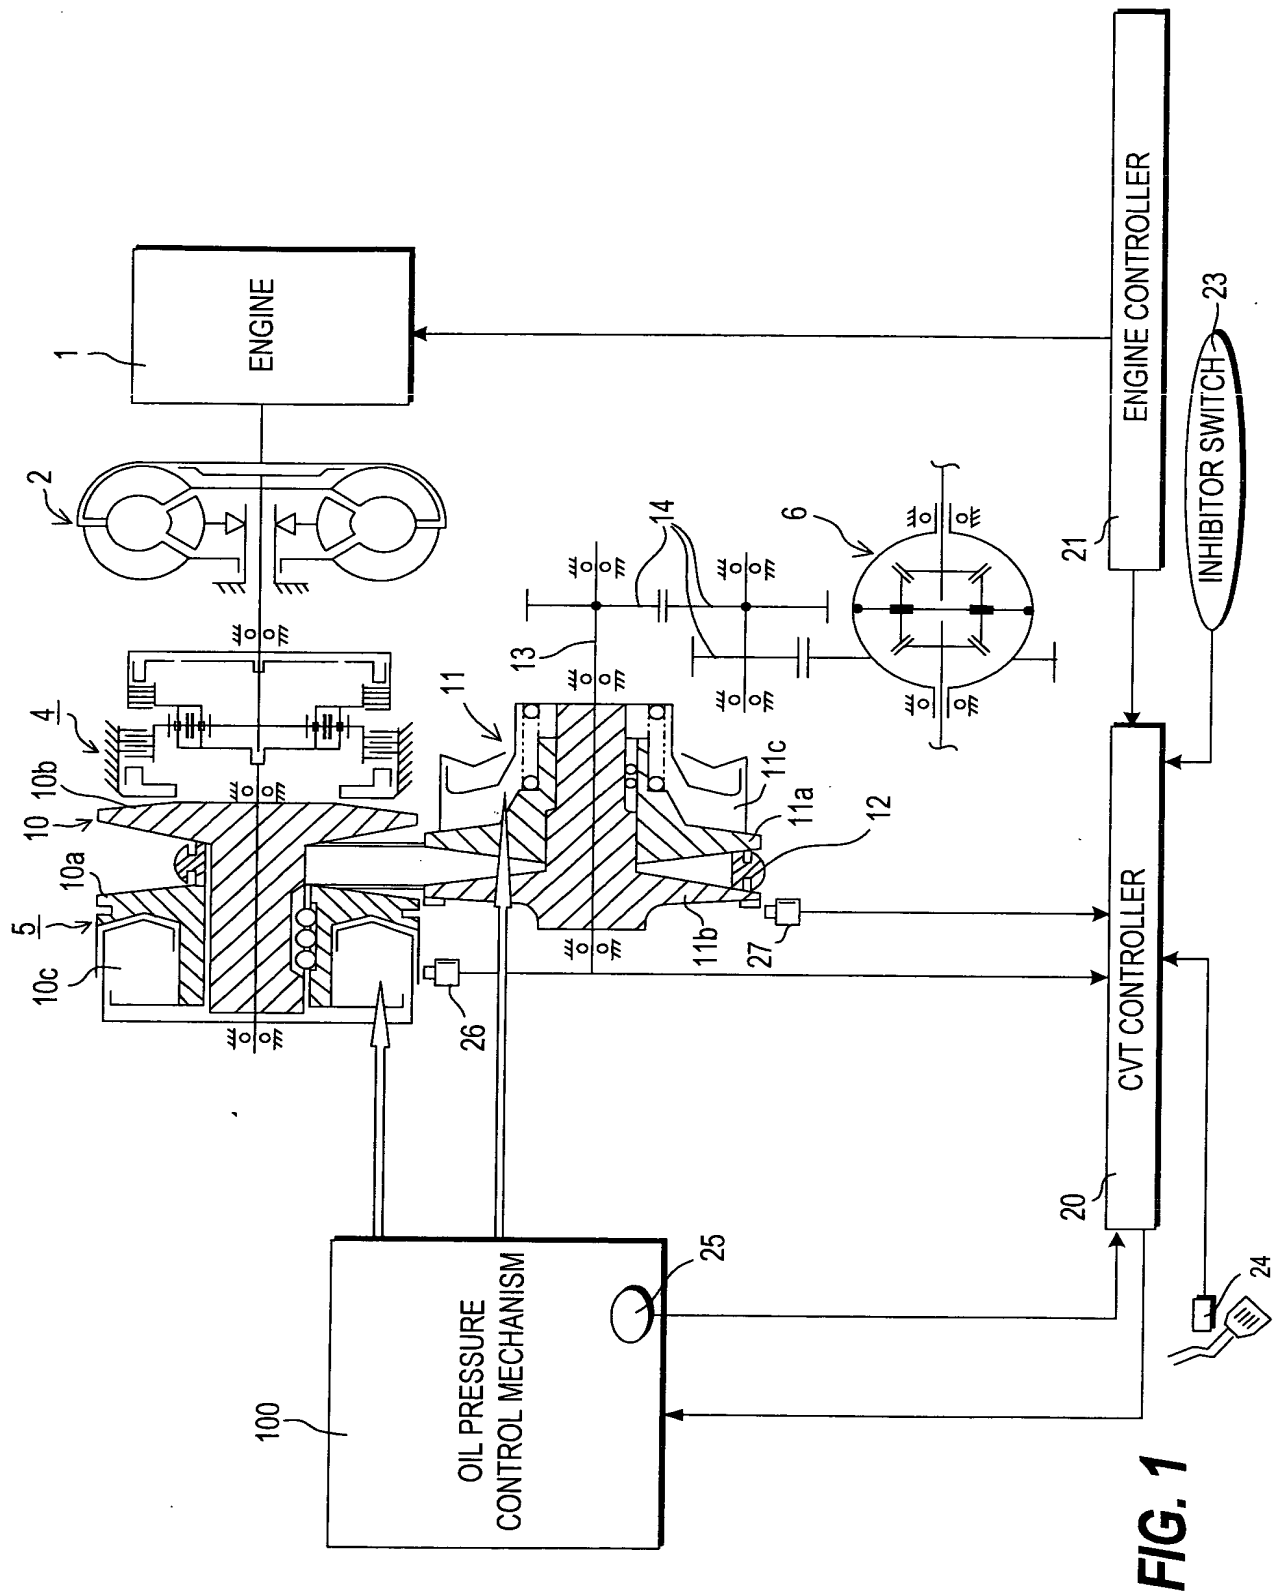 1
ENGINE
2
4
10b
10
10a
5
10c
11
13
14
6
11c
11a
12
11b
27
26
21
ENGINE CONTROLLER
INHIBITOR SWITCH
23
CVT CONTROLLER
20
24
25
100
OIL PRESSURE
CONTROL MECHANISM
FIG. 1